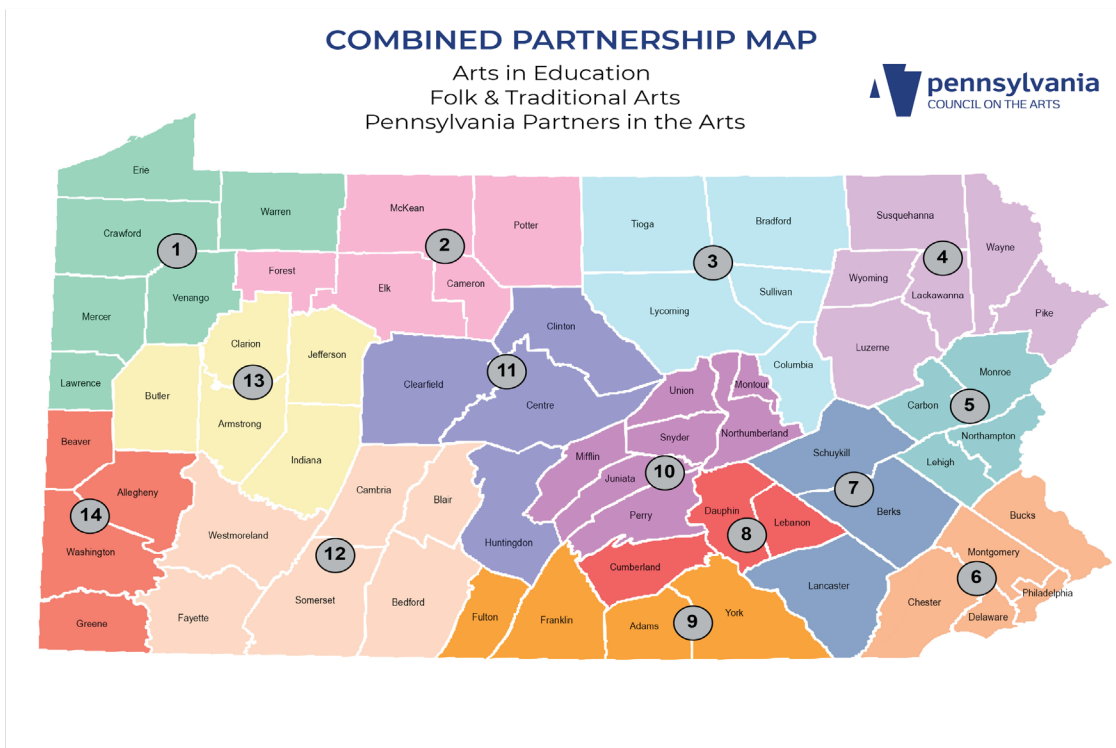 COMBINED PARTNERSHIP MAP
Arts in Education
Folk & Traditional Arts
Pennsylvania Partners in the Arts
pennsylvania
COUNCIL ON THE ARTS
Erie
Crawford
Warren
1
Venango
Mercer
Lawrence
McKean
Potter
2
Forest
Elk
Cameron
Tioga
Bradford
3
Sullivan
Lycoming
Columbia
Susquehanna
Wayne
4
Wyoming
Lackawanna
Pike
Luzerne
Monroe
Carbon
5
Northampton
Lehigh
Clarion
Jefferson
13
Butler
Armstrong
Indiana
Clinton
11
Clearfield
Centre
Huntingdon
Union
Montour
Snyder
Northumberland
Mifflin
10
Juniata
Perry
Schuykill
7
Berks
Lancaster
Beaver
Allegheny
14
Washington
Greene
Cambria
Blair
Westmoreland
12
Somerset
Bedford
Fayette
Dauphin
Lebanon
8
Cumberland
Fulton
Franklin
Adams
9
York
Bucks
Montgomery
6
Philadelphia
Chester
Delaware